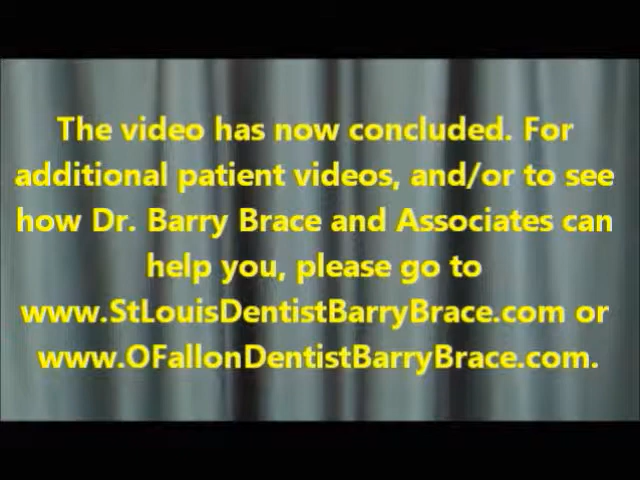 The video has now concluded. For
additional patient videos, and/or to see
how Dr. Barry Brace and Associates can
help you, please go to
www.StLouisDentistBarryBrace.com or
www.OFallonDentistBarryBrace.com.